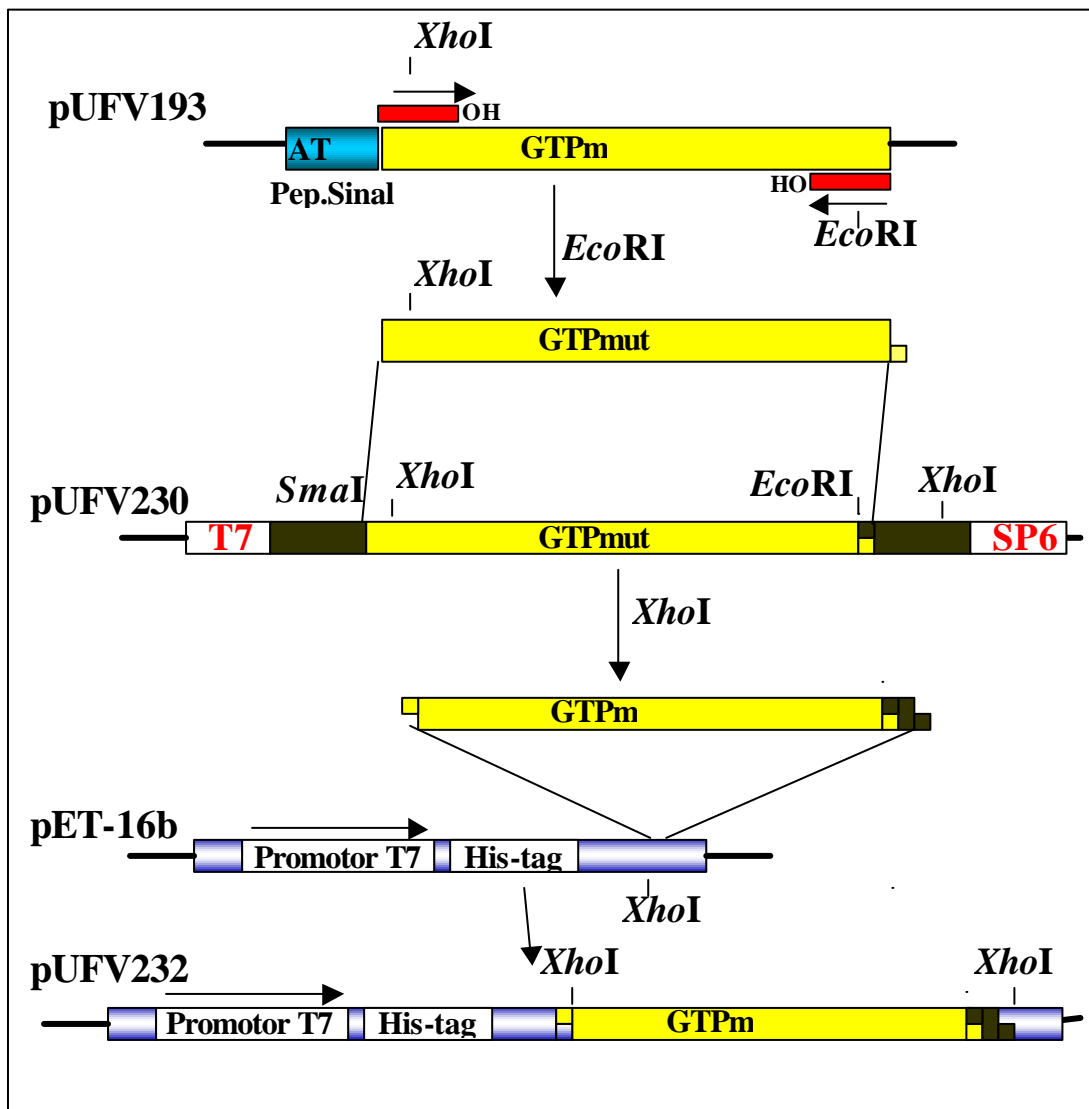 XhoI
pUFV193
OH
AT
GTPm
Pep.Sinal
HO
EcoRI
EcoRI
XhoI
GTPmut
SmaI
XhoI
EcoRI
XhoI
pUFV230
T7
GTPmut
SP6
XhoI
GTPm
pET-16b
Promotor T7
His-tag
XhoI
XhoI
XhoI
pUFV232
Promotor T7
His-tag
GTPm